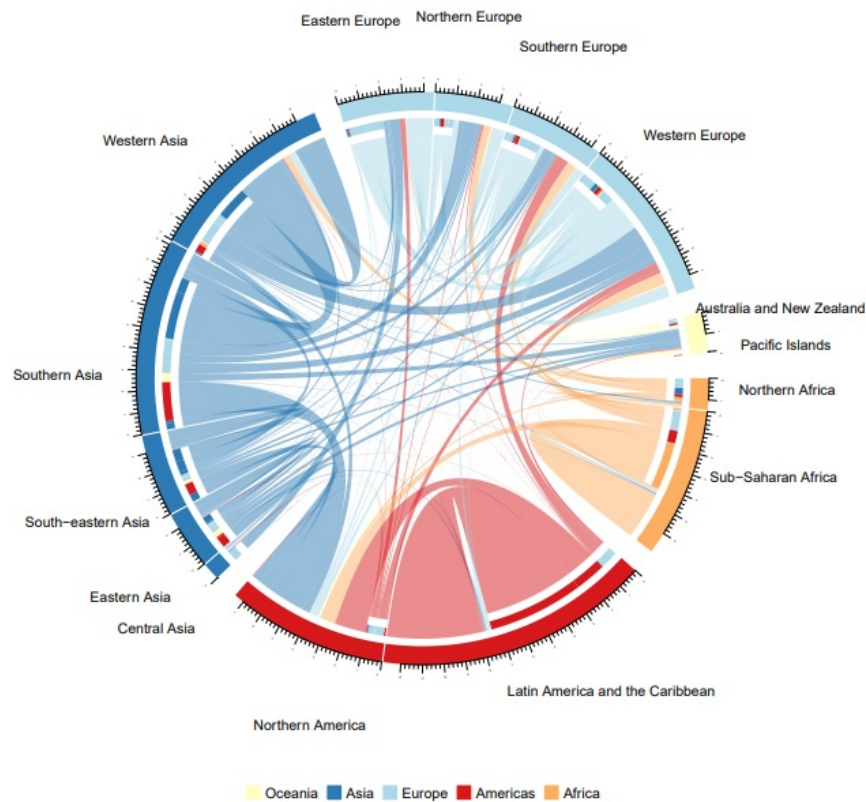 Eastern Europe
Northern Europe
Southern Europe
Western Europe
Western Asia
Australia and New Zealand
Pacific Islands
Southern Asia
Northern Africa
Sub-Saharan Africa
South-eastern Asia
Eastern Asia
Central Asia
Latin America and the Caribbean
Northern America
Oceania Asia Europe Americas Africa